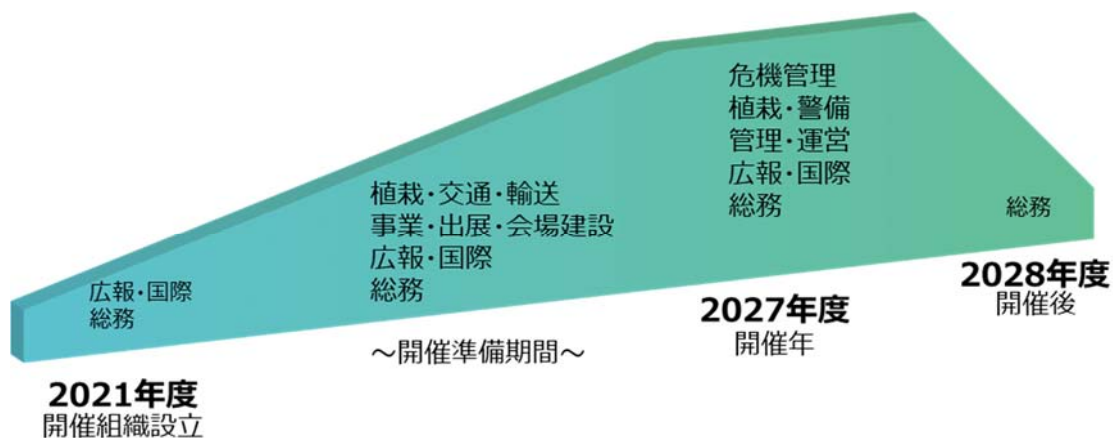 広報・国際
総務
2021年度
開催組織設立
植栽・交通・輸送
事業・出展・会場建設
広報・国際
総務
～開催準備期間～
危機管理
植栽・警備
管理・運営
広報・国際
総務
2027年度
開催年
総務
2028年度
開催後